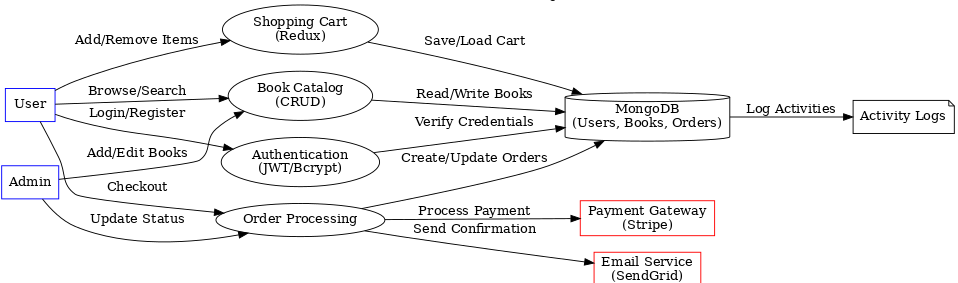 Shopping Cart
(Redux)
Add/Remove Items
Save/Load Cart
User
Browse/Search
Book Catalog
(CRUD)
Read/Write Books
MongoDB
(Users, Books, Orders)
Log Activities
Activity Logs
Login/Register
Verify Credentials
Add/Edit Books
Authentication
(JWT/Bcrypt)
Create/Update Orders
Admin
Checkout
Update Status
Order Processing
Process Payment
Payment Gateway
(Stripe)
Send Confirmation
Email Service
(SendGrid)